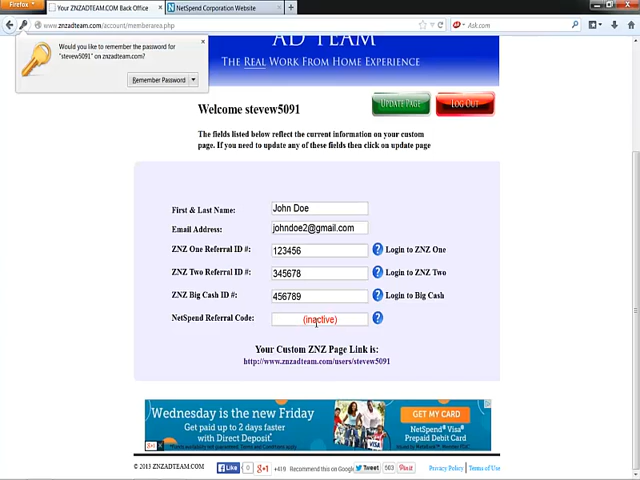 Firefox
Your ZNZADTEAM.COM Back Office
NetSpend Corporation Website
www.znzadteam.com/account/memberarea.php
Ask.com
Would you like to remember the password for
"stevew5091" on znzadteam.com?
Remember Password
AD TEAM
THE REAL WORK FROM HOME EXPERIENCE
Welcome stevew5091
UPDATE PAGE
LOG OUT
The fields listed below reflect the current information on your custom
page. If you need to update any of these fields then click on update page
First & Last Name: John Doe
Email Address: johndoe2@gmail.com
ZNZ One Referral ID #: 123456 ? Login to ZNZ One
ZNZ Two Referral ID #: 345678 ? Login to ZNZ Two
ZNZ Big Cash ID #: 456789 ? Login to Big Cash
NetSpend Referral Code: (inactive) ?
Your Custom ZNZ Page Link is:
http://www.znzadteam.com/users/stevew5091
Wednesday is the new Friday
Get paid up to 2 days faster
with Direct Deposit.
GET MY CARD
NetSpend® Visa®
Prepaid Debit Card
© 2013 ZNZADTEAM.COM
Like 0
+1
Recommend this on Google
Tweet
563
Pinit
Privacy Policy | Terms of Use